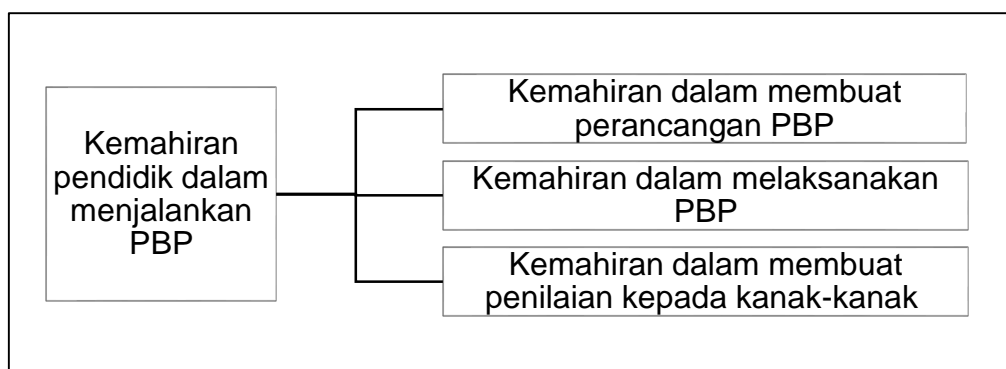 Kemahiran
pendidik dalam
menjalankan
PBP
Kemahiran dalam membuat
perancangan PBP
Kemahiran dalam melaksanakan
PBP
Kemahiran dalam membuat
penilaian kepada kanak-kanak